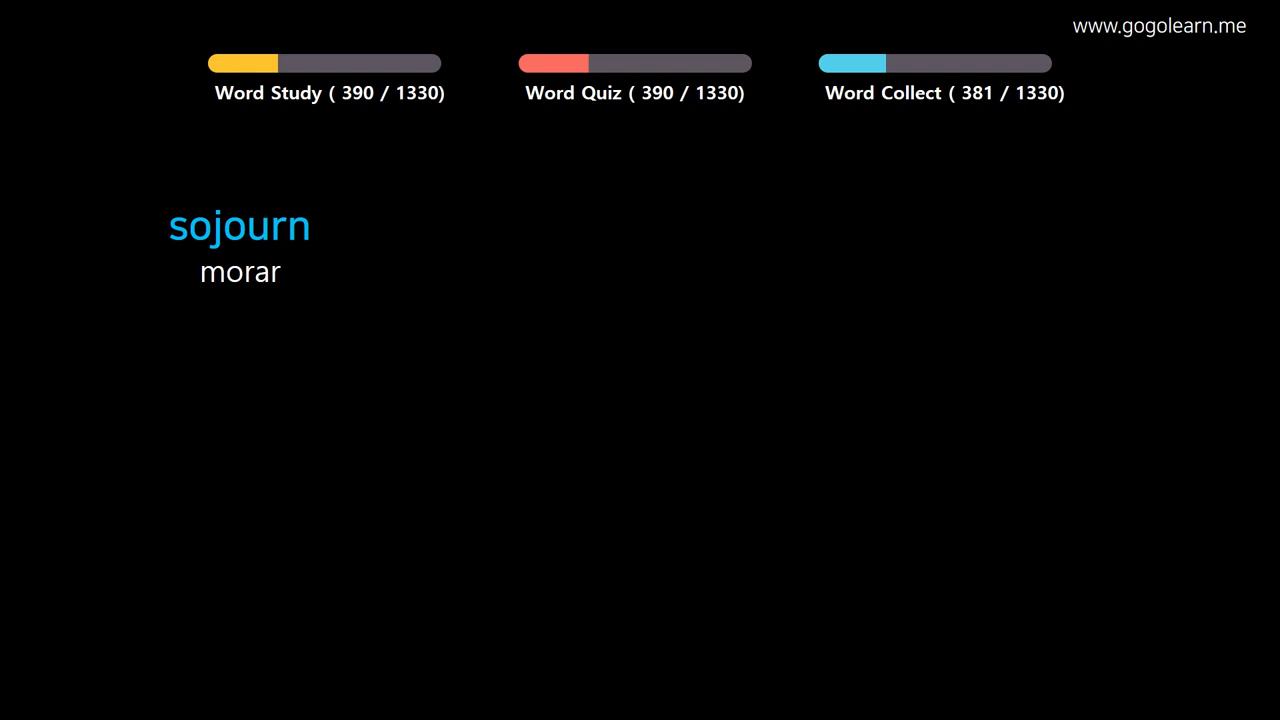 www.gogolearn.me
Word Study ( 390 / 1330)
Word Quiz ( 390 / 1330)
Word Collect ( 381 / 1330)
sojourn
morar